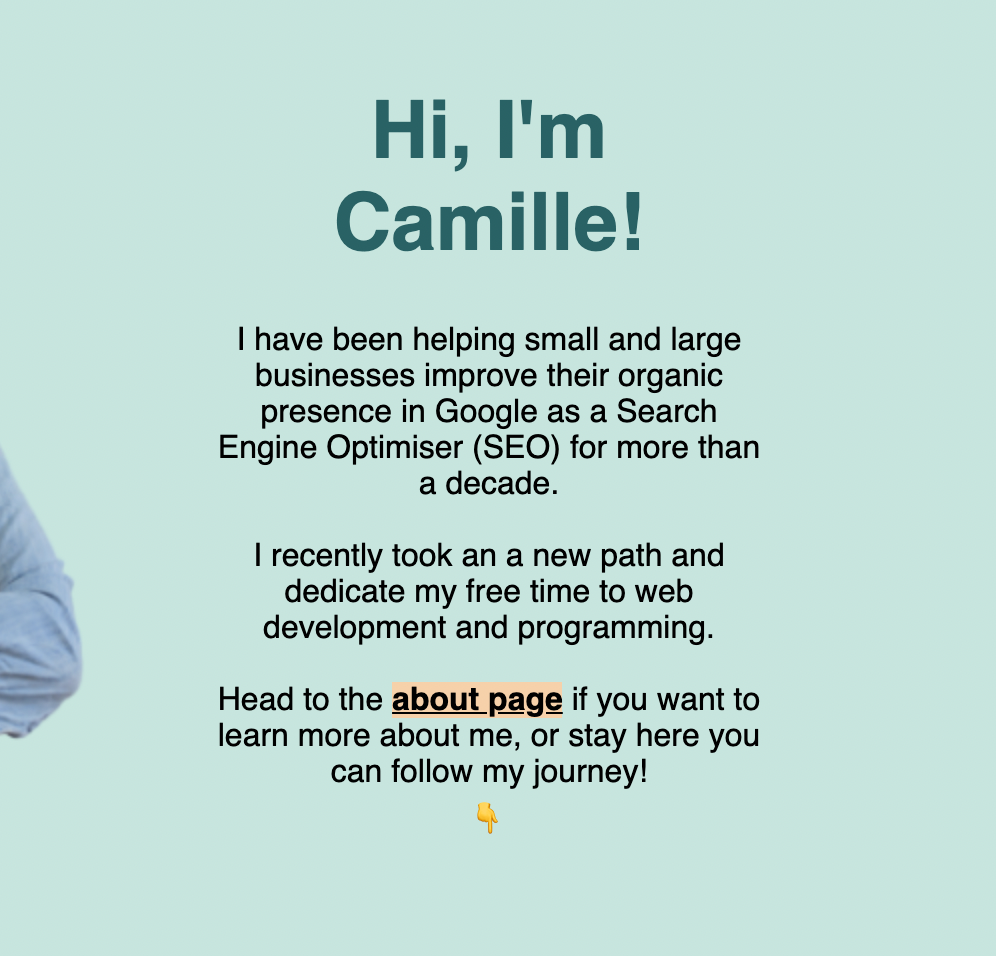 Hi, I'm
Camille!
I have been helping small and large
businesses improve their organic
presence in Google as a Search
Engine Optimiser (SEO) for more than
a decade.
I recently took an a new path and
dedicate my free time to web
development and programming.
Head to the about page if you want to
learn more about me, or stay here you
can follow my journey!
👇